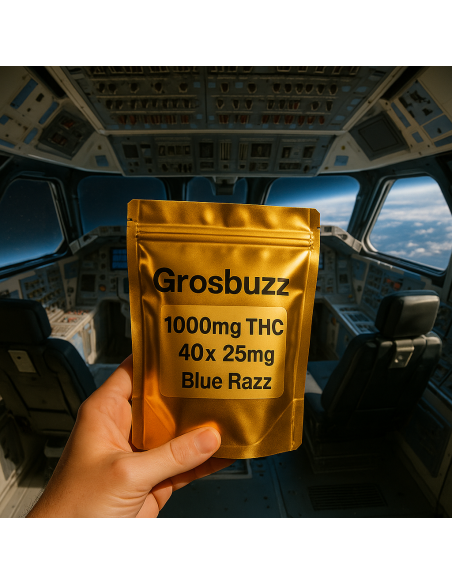 Grosbuzz
1000mg THC
40x 25mg
Blue Razz